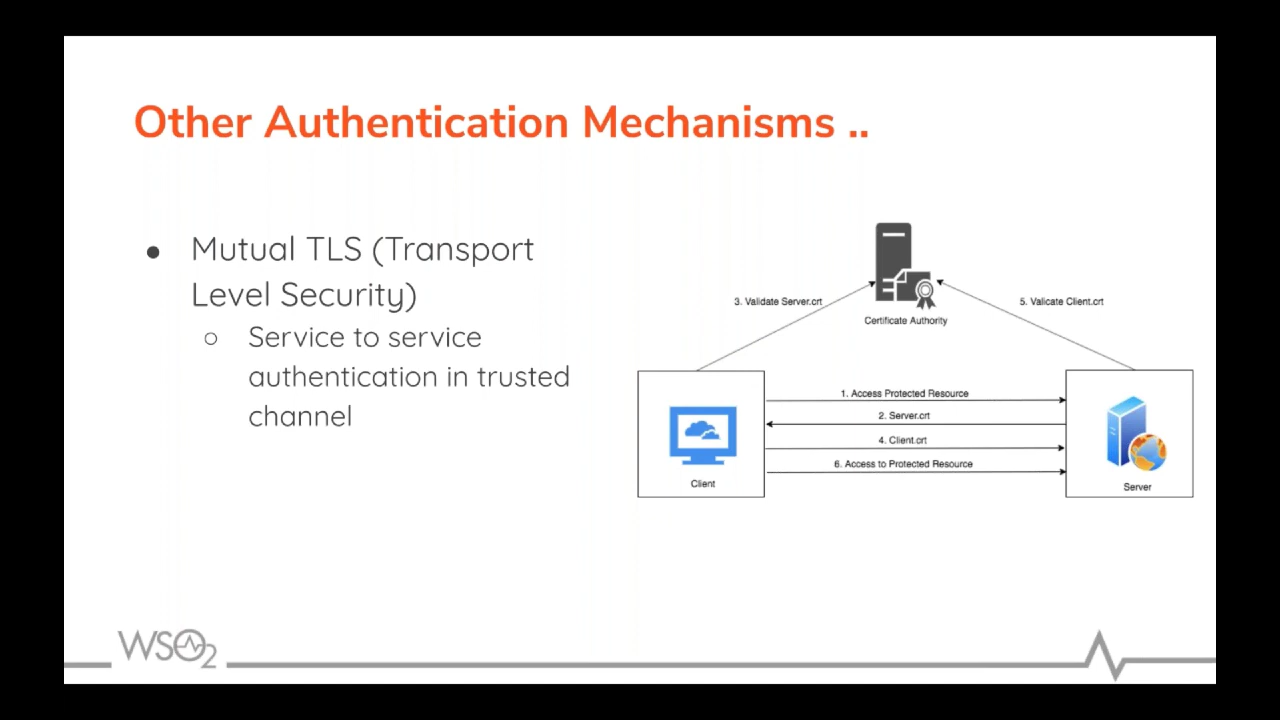 Other Authentication Mechanisms ..
● Mutual TLS (Transport
Level Security)
○ Service to service
authentication in trusted
channel
3. Validate Server.crt
5. Valicate Client.crt
Certificate Authority
1. Access Protected Resource
2. Server.crt
4. Client.crt
6. Access to Protected Resource
Client
Server
WSO2